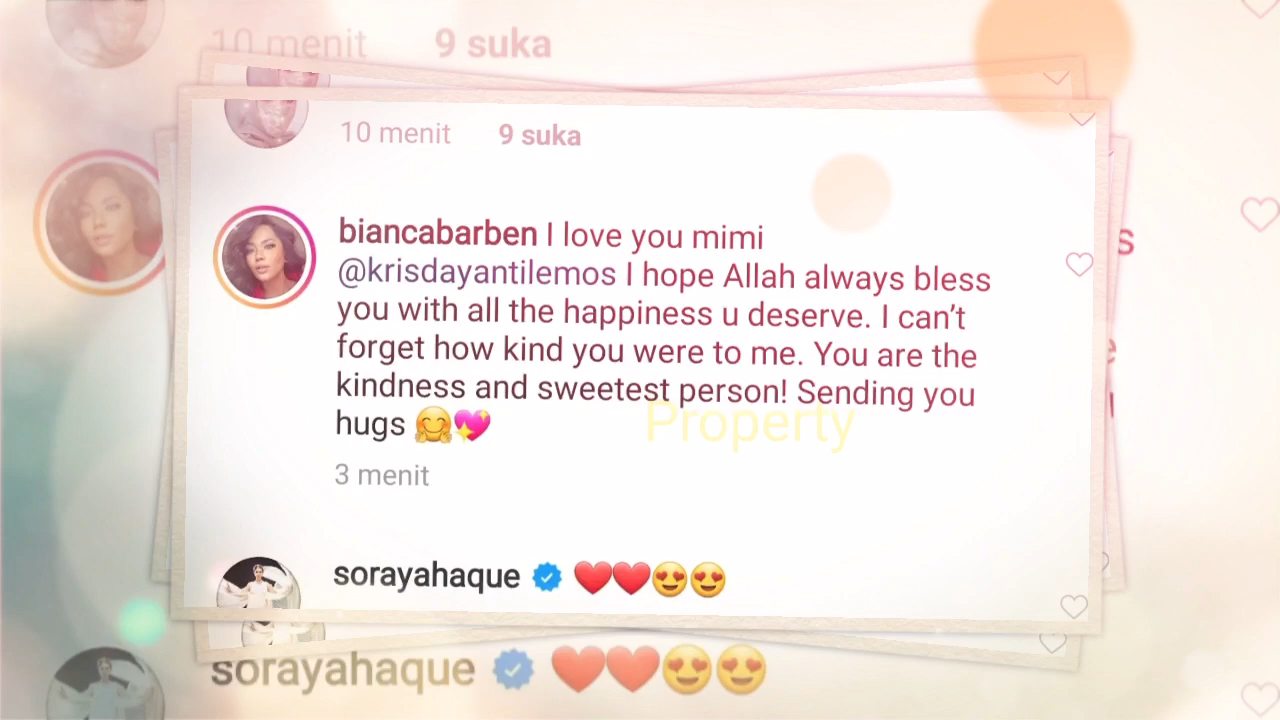 10 menit 9 suka
10 menit 9 suka
biancabarben I love you mimi
@krisdayantilemos I hope Allah always bless
you with all the happiness u deserve. I can’t
forget how kind you were to me. You are the
kindness and sweetest person! Sending you
hugs 🤗💖
Property
3 menit
sorayahaque ❤️❤️😍😍
sorayahaque ❤️❤️😍😍